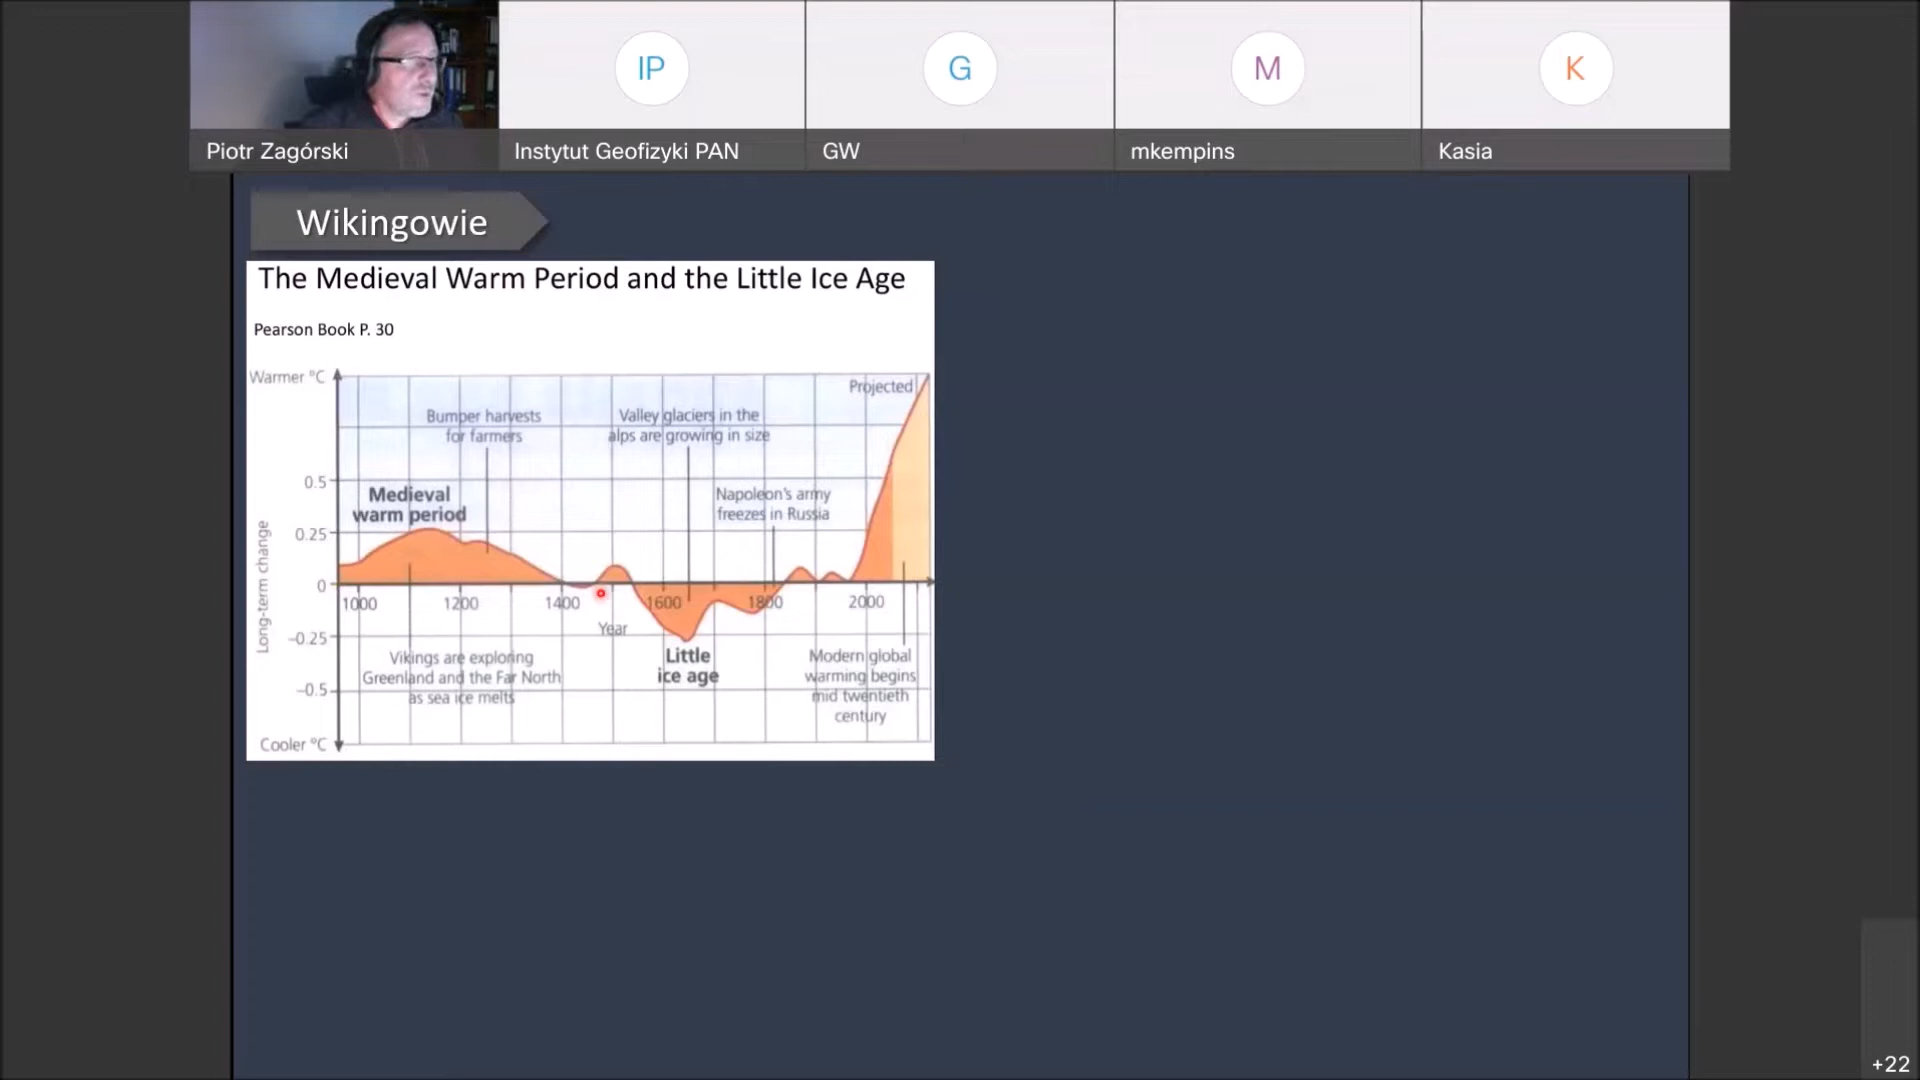 IP
G
M
K
Piotr Zagórski
Instytut Geofizyki PAN
GW
mkempins
Kasia
Wikingowie
The Medieval Warm Period and the Little Ice Age
Pearson Book P. 30
Warmer °C
Projected
Bumper harvests
for farmers
Valley glaciers in the
alps are growing in size
0.5
Medieval
warm period
Napoleon's army
freezes in Russia
0.25
Long-term change
0
1000
1200
1400
1600
1800
2000
Year
-0.25
Vikings are exploring
Greenland and the Far North
as sea ice melts
Little
ice age
Modern global
warming begins
mid twentieth
century
-0.5
Cooler °C
+22